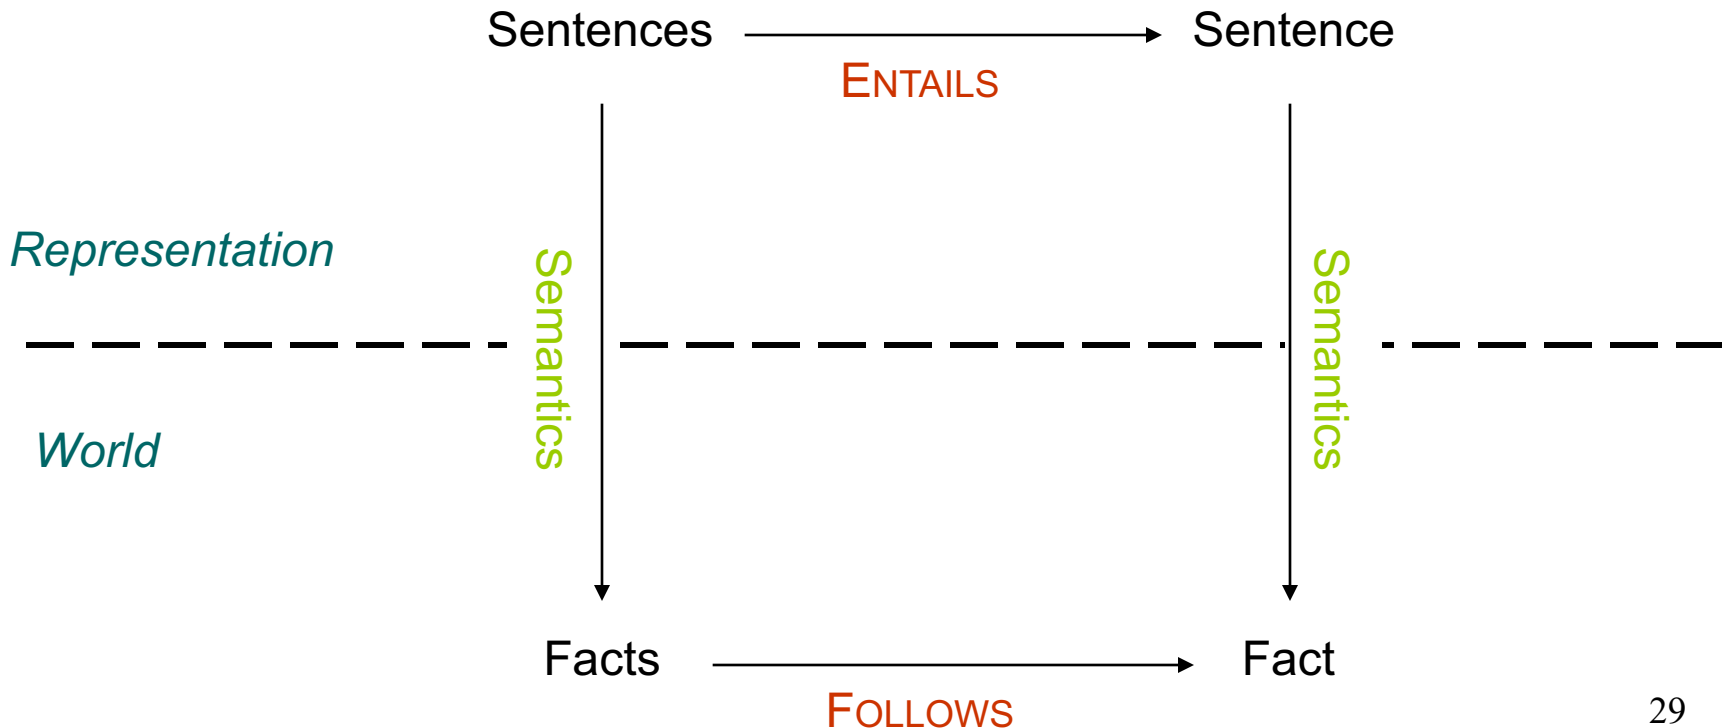 Sentences
Sentence
ENTAILS
Representation
Semantics
Semantics
World
Facts
Fact
FOLLOWS
29